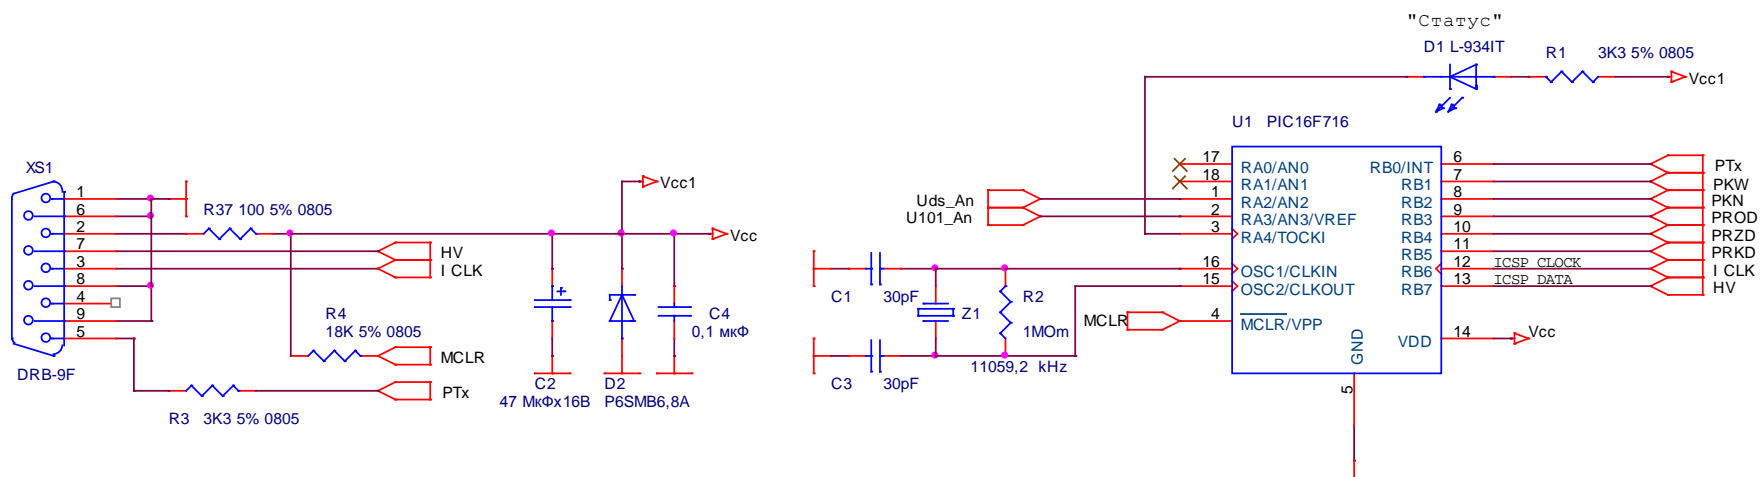 "Статус"
D1 L-934IT
R1 3K3 5% 0805
Vcc1
U1 PIC16F716
XS1
1
6
2
7
3
8
4
9
5
DRB-9F
R37 100 5% 0805
Vcc1
Vcc
HV
I CLK
R4
18K 5% 0805
MCLR
PTx
R3 3K3 5% 0805
C2
47 МкФх16В
D2
P6SMB6,8A
C4
0,1 мкФ
Uds_An
U101_An
C1 30pF
Z1
R2
1MOm
MCLR
C3 30pF
11059,2 kHz
17 RA0/AN0
18 RA1/AN1
1 RA2/AN2
2 RA3/AN3/VREF
3 RA4/TOCKI
16 OSC1/CLKIN
15 OSC2/CLKOUT
4 MCLR/VPP
GND
5
RB0/INT 6 PTx
RB1 7 PKW
RB2 8 PKN
RB3 9 PROD
RB4 10 PRZD
RB5 11 PRKD
RB6 12 ICSP CLOCK I CLK
RB7 13 ICSP DATA HV
VDD 14 Vcc